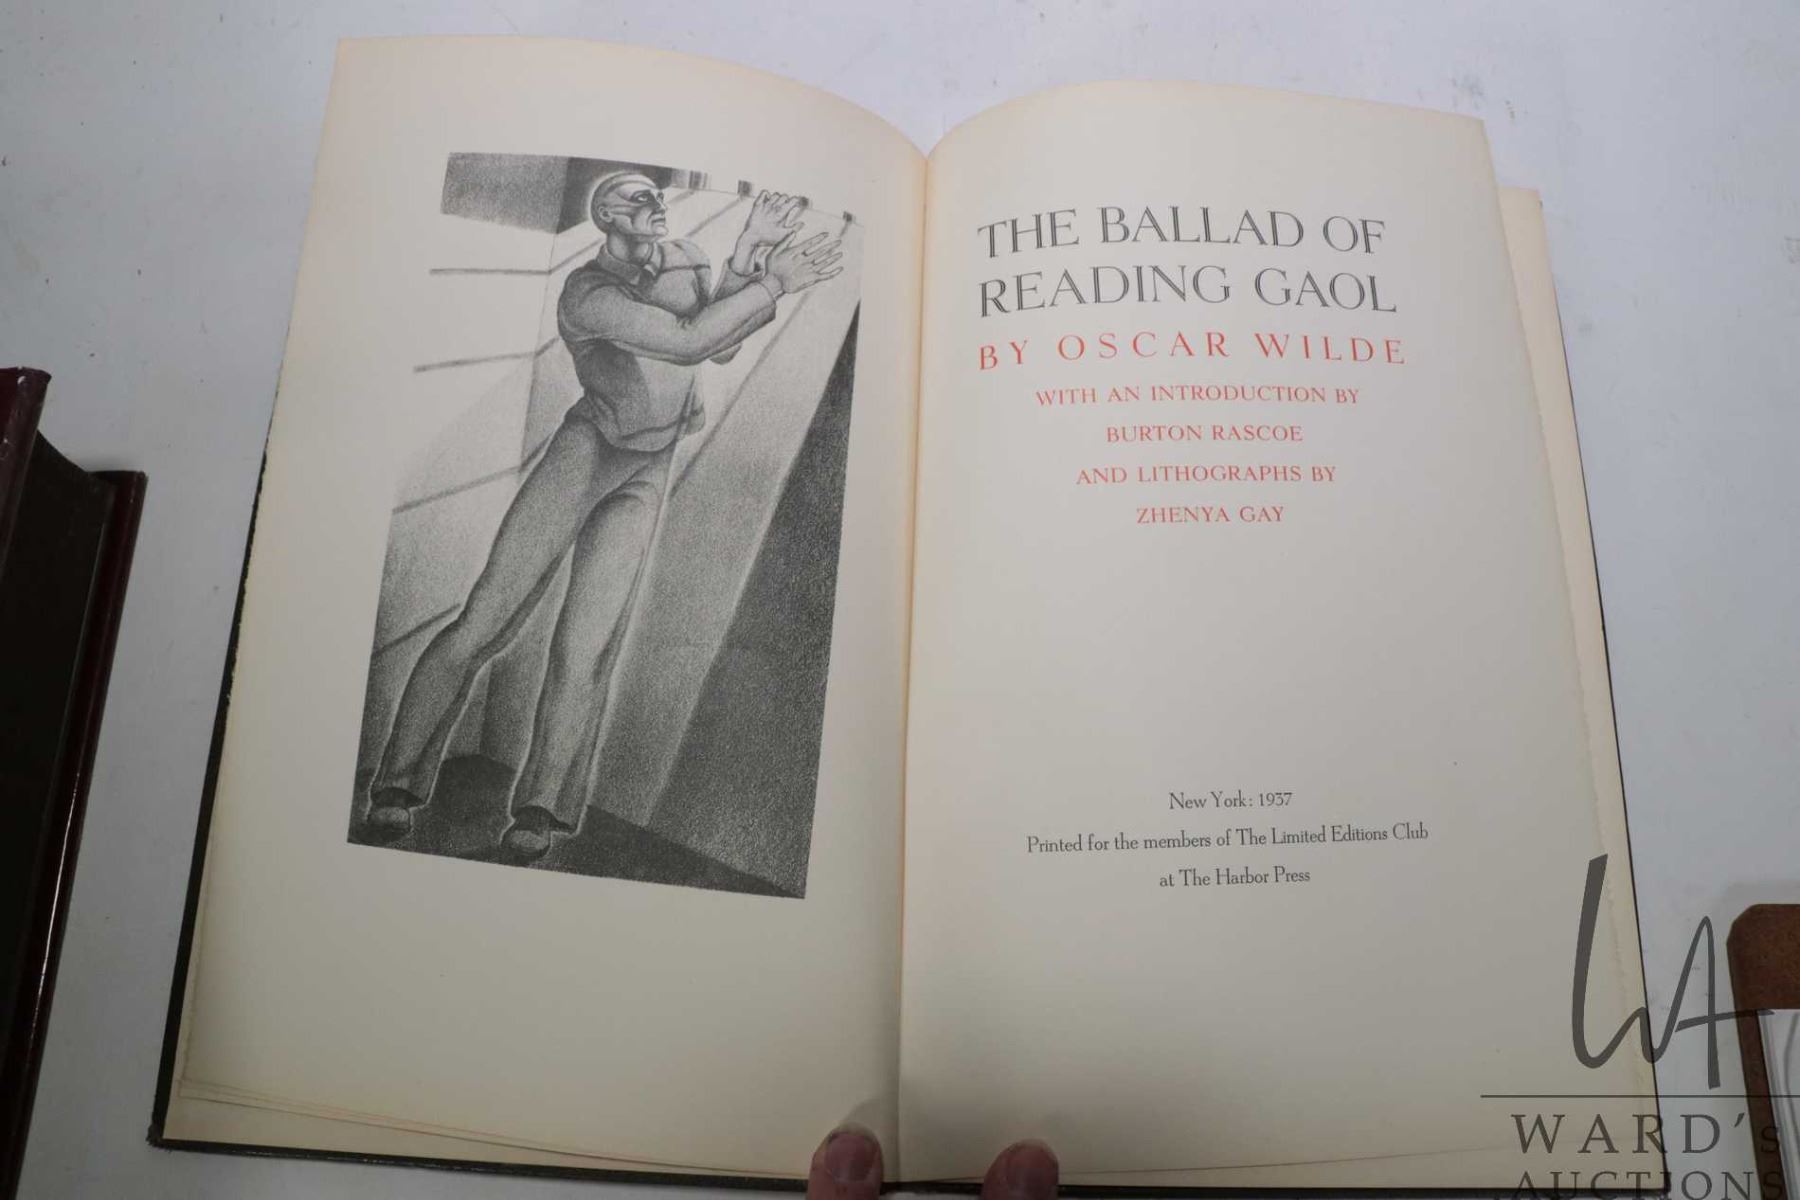 THE BALLAD OF
READING GAOL
BY OSCAR WILDE
WITH AN INTRODUCTION BY
BURTON RASCOE
AND LITHOGRAPHS BY
ZHENYA GAY
New York: 1937
Printed for the members of The Limited Editions Club
at The Harbor Press
WA
WARD's
AUCTIONS